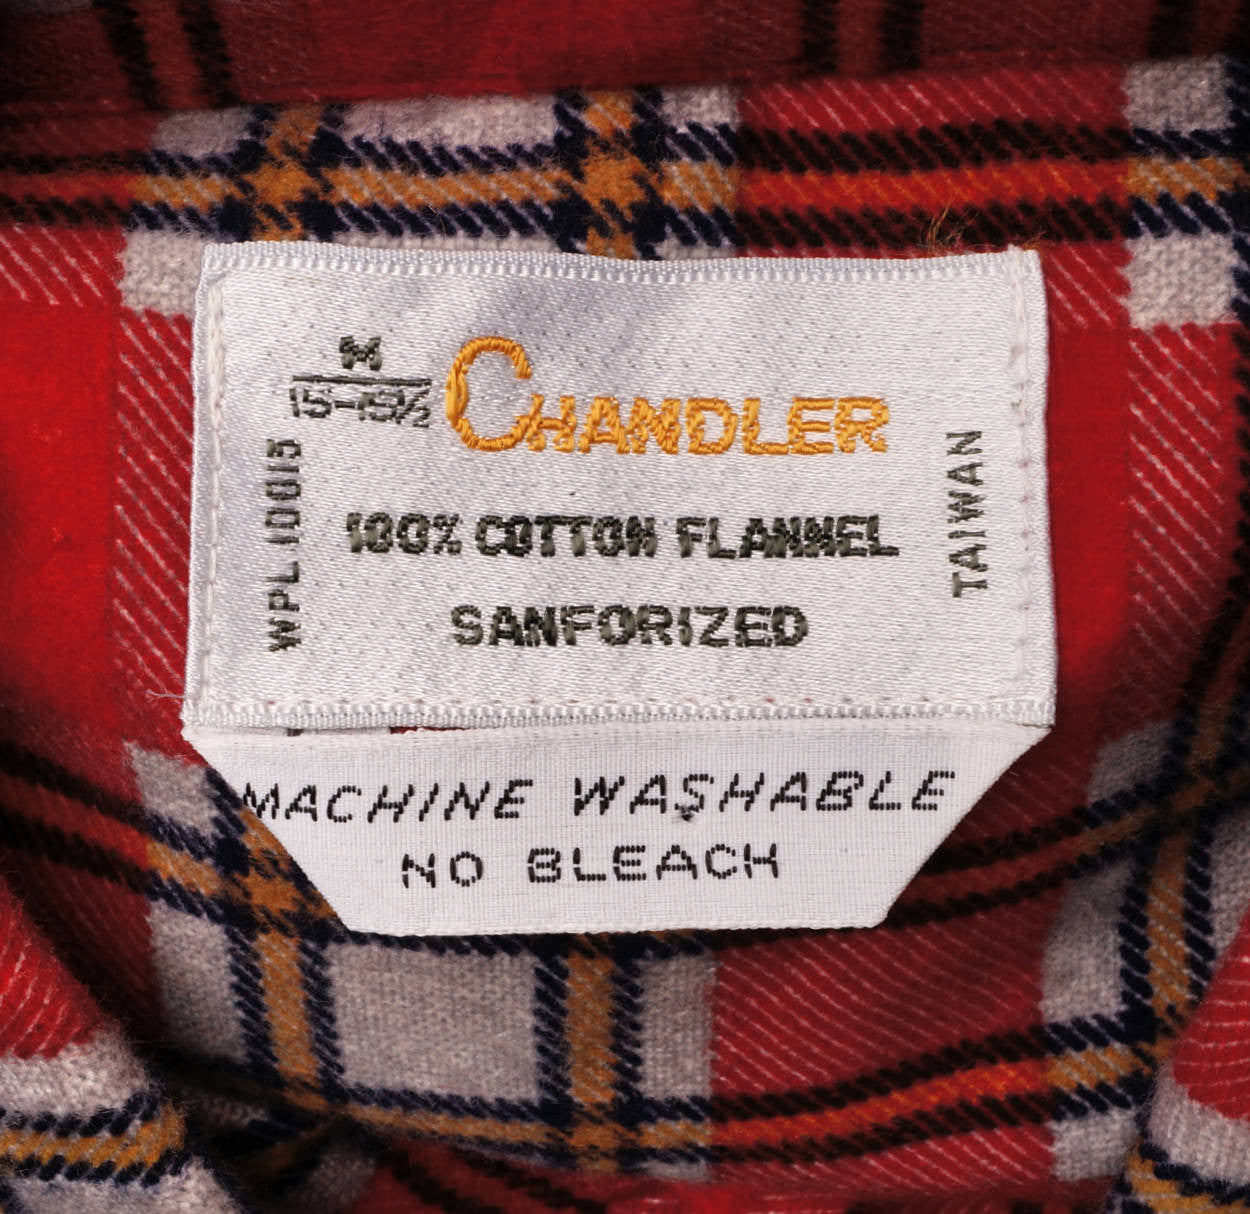 M
15-15½
CHANDLER
WPL 10015
100% COTTON FLANNEL
SANFORIZED
TAIWAN
MACHINE WASHABLE
NO BLEACH